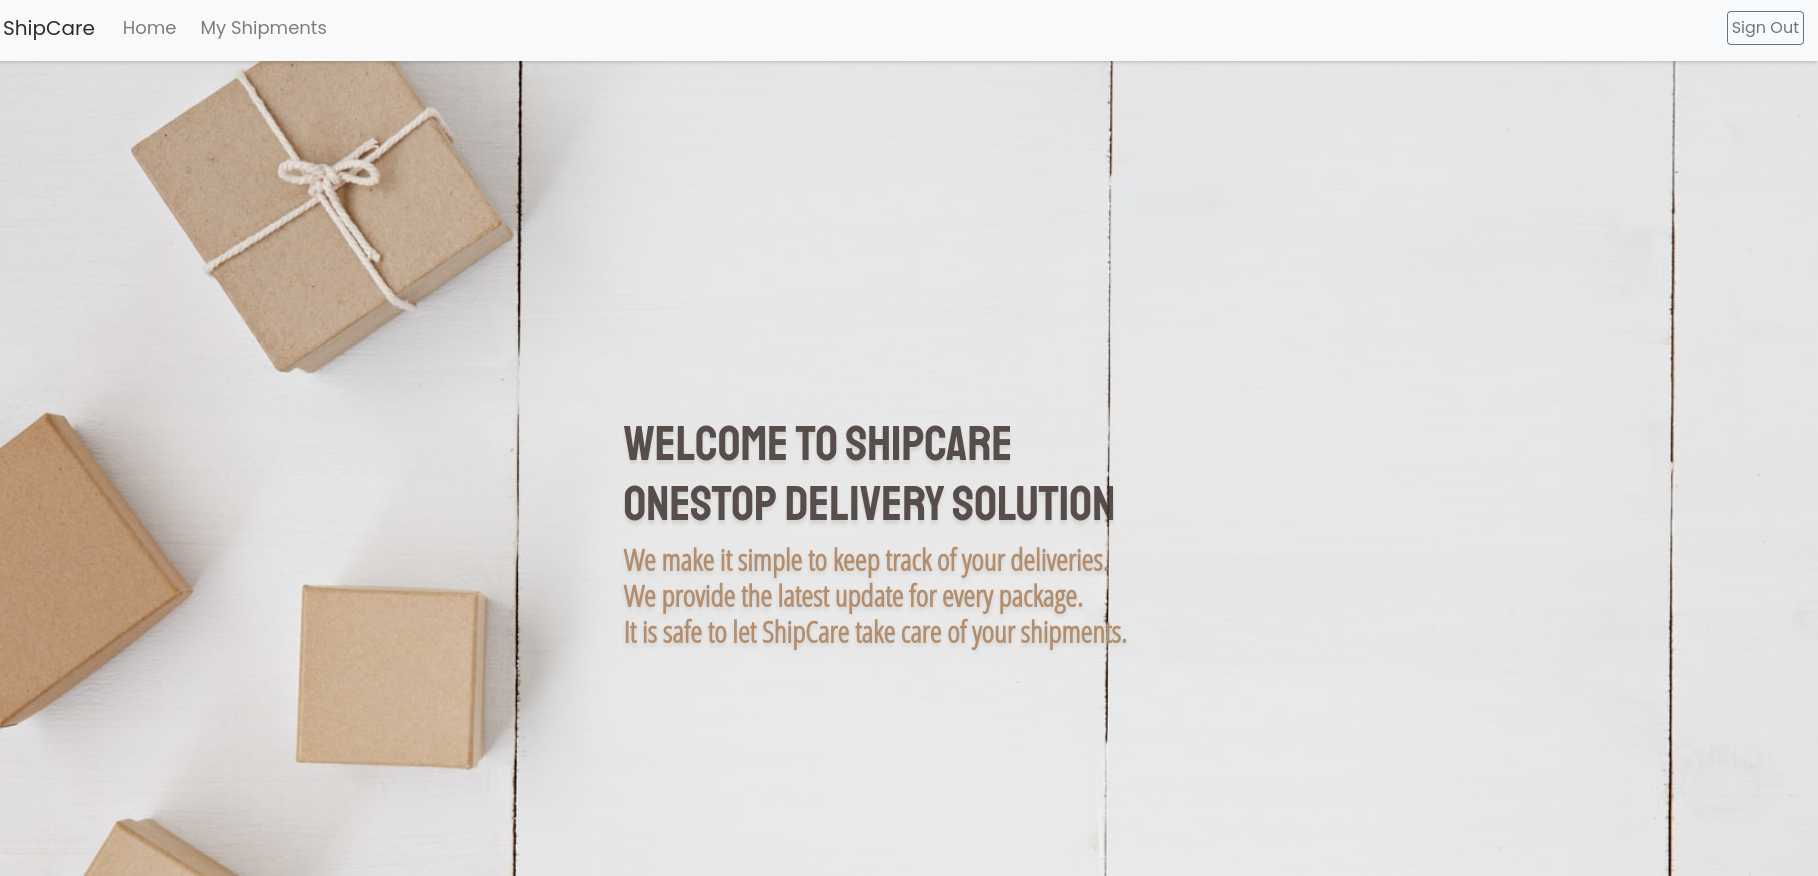 ShipCare
Home
My Shipments
Sign Out
WELCOME TO SHIPCARE
ONESTOP DELIVERY SOLUTION
We make it simple to keep track of your deliveries.
We provide the latest update for every package.
It is safe to let ShipCare take care of your shipments.